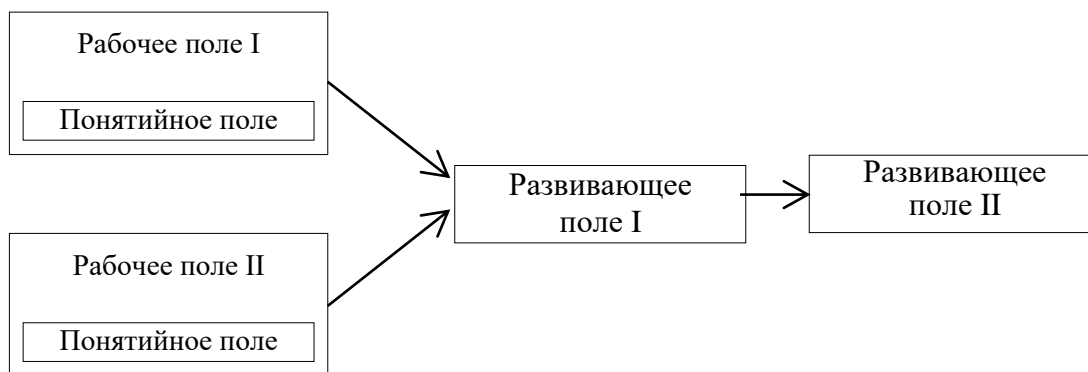 Рабочее поле I
Понятийное поле
Рабочее поле II
Понятийное поле
Развивающее
поле I
Развивающее
поле II